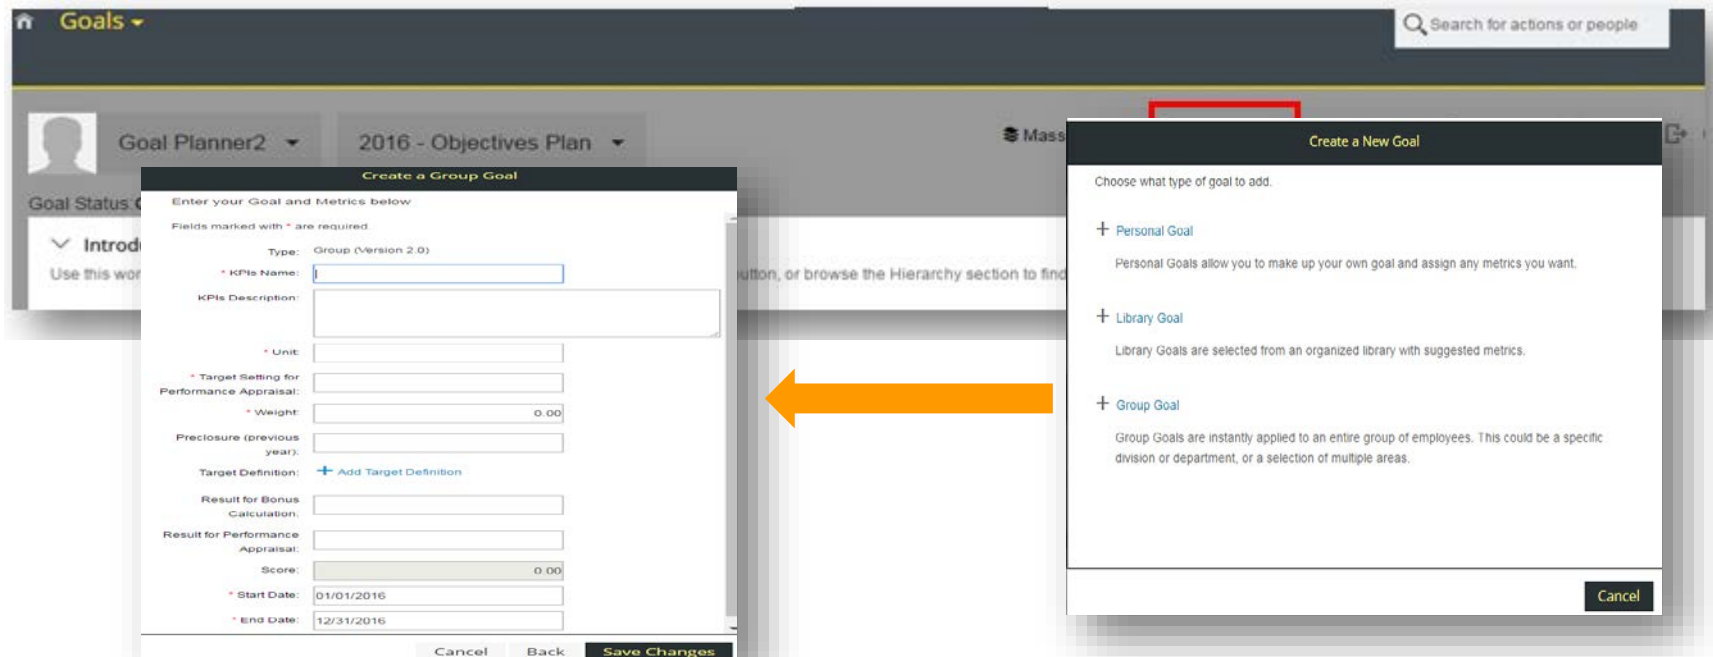 Goals
Search for actions or people
Goal Planner2
2016 - Objectives Plan
Mass
Goal Status:
Introd
Use this wor
utton, or browse the Hierarchy section to find
Create a Group Goal
Enter your Goal and Metrics below
Fields marked with * are required.
Type: Group (Version 2.0)
* KPIs Name:
KPIs Description:
* Unit:
* Target Setting for
Performance Appraisal:
* Weight: 0.00
Preclosure (previous
year):
Target Definition: + Add Target Definition
Result for Bonus
Calculation:
Result for Performance
Appraisal:
Score: 0.00
* Start Date: 01/01/2016
* End Date: 12/31/2016
Cancel Back Save Changes
Create a New Goal
Choose what type of goal to add.
+ Personal Goal
Personal Goals allow you to make up your own goal and assign any metrics you want.
+ Library Goal
Library Goals are selected from an organized library with suggested metrics.
+ Group Goal
Group Goals are instantly applied to an entire group of employees. This could be a specific
division or department, or a selection of multiple areas.
Cancel